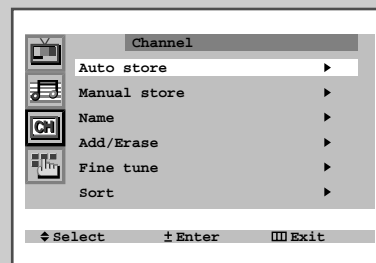 Channel
Auto store
Manual store
CH
Name
Add/Erase
Fine tune
Sort
Select ± Enter Exit